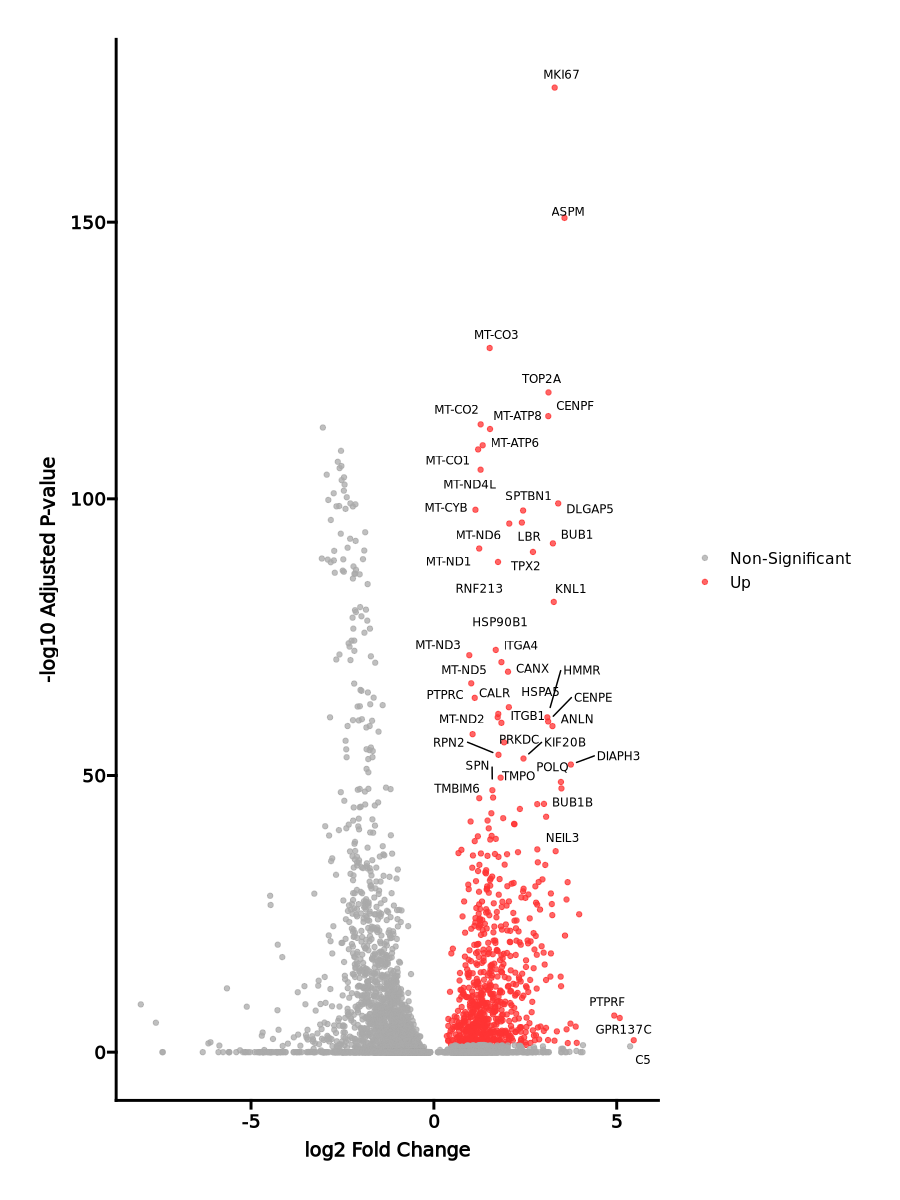 MKI67
ASPM
150
MT-CO3
TOP2A
CENPF
MT-CO2
MT-ATP8
MT-ATP6
MT-CO1
MT-ND4L
100
SPTBN1
MT-CYB
DLGAP5
MT-ND6
LBR
BUB1
MT-ND1
TPX2
Non-Significant
Up
RNF213
KNL1
HSP90B1
MT-ND3
ITGA4
MT-ND5
CANX
HMMR
PTPRC
CALR
HSPA5
CENPE
MT-ND2
ITGB1
ANLN
RPN2
PRKDC
KIF20B
DIAPH3
SPN
TMPO
POLQ
50
TMBIM6
BUB1B
NEIL3
PTPRF
GPR137C
C5
0
-5
0
5
log2 Fold Change
-log10 Adjusted P-value